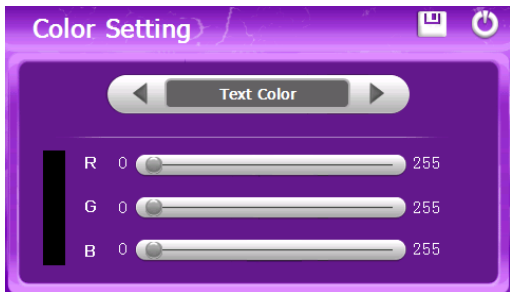 Color Setting
Text Color
R 0 255
G 0 255
B 0 255